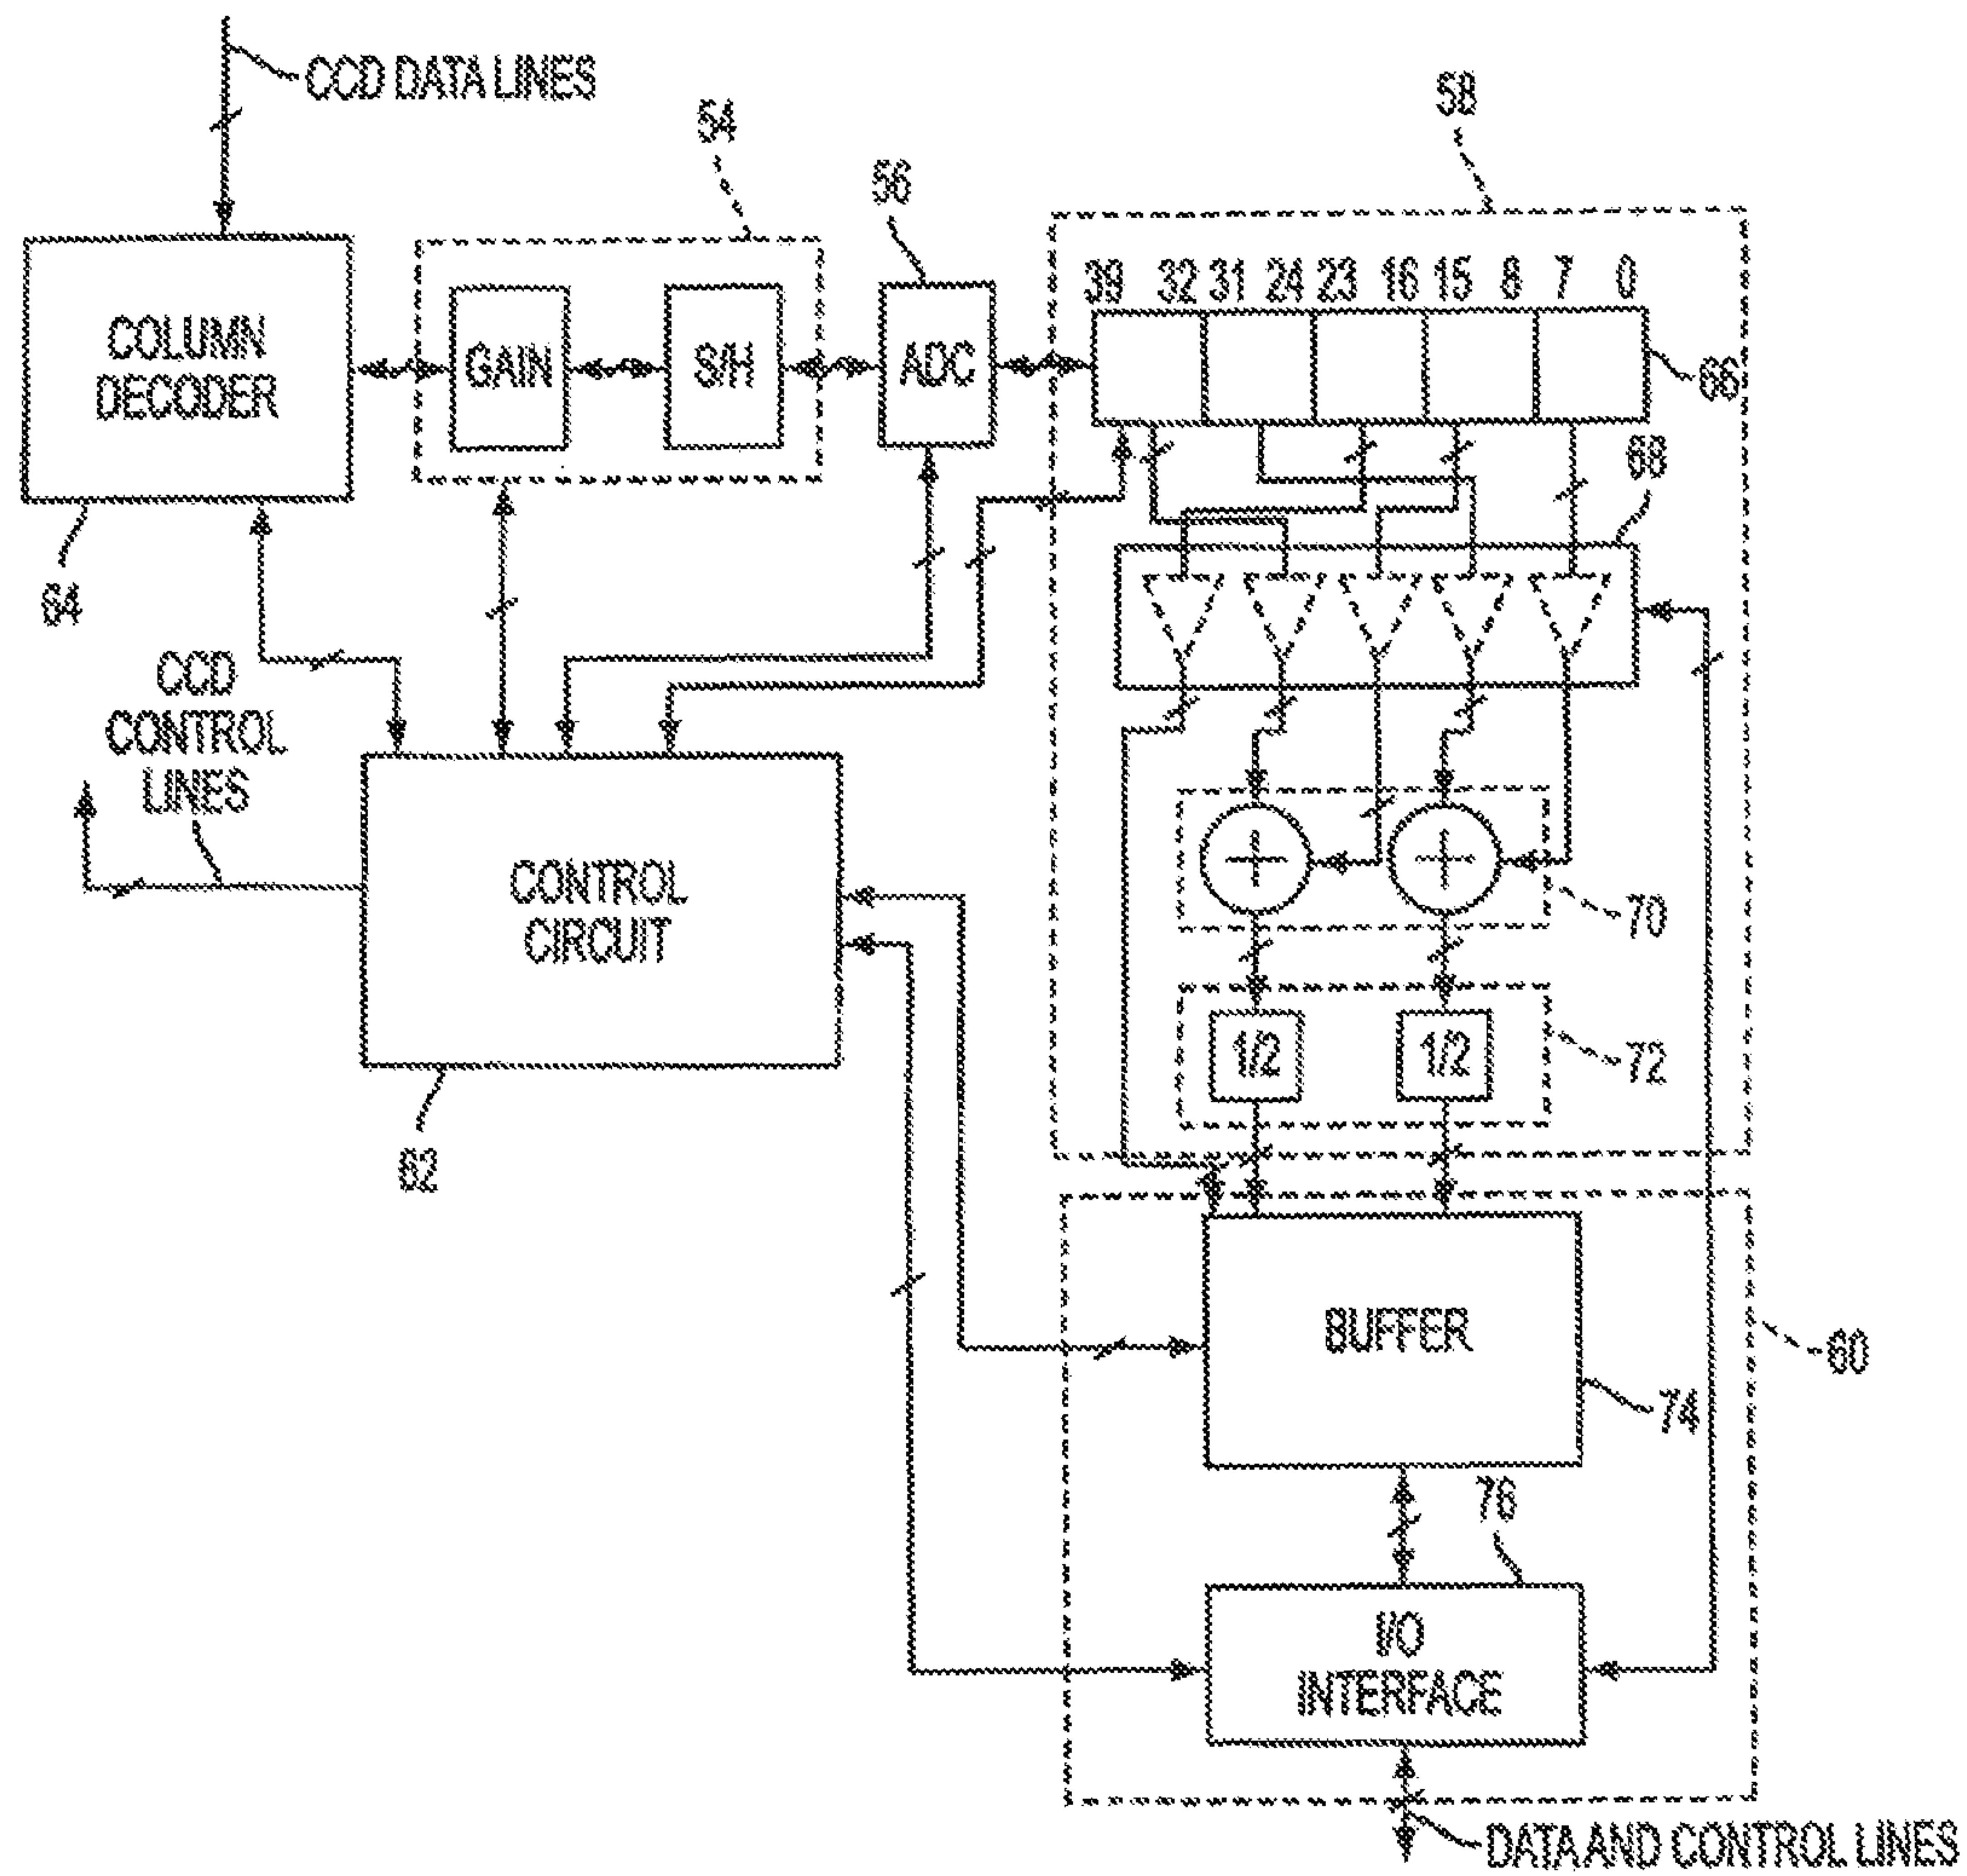 CCD DATA LINES
54
56
58
39 32 31 24 23 16 15 8 7 0
COLUMN
DECODER
GAIN
S/H
ADC
66
68
64
CCD
CONTROL
LINES
CONTROL
CIRCUIT
70
1/2
1/2
72
62
BUFFER
60
74
76
I/O
INTERFACE
DATA AND CONTROL LINES